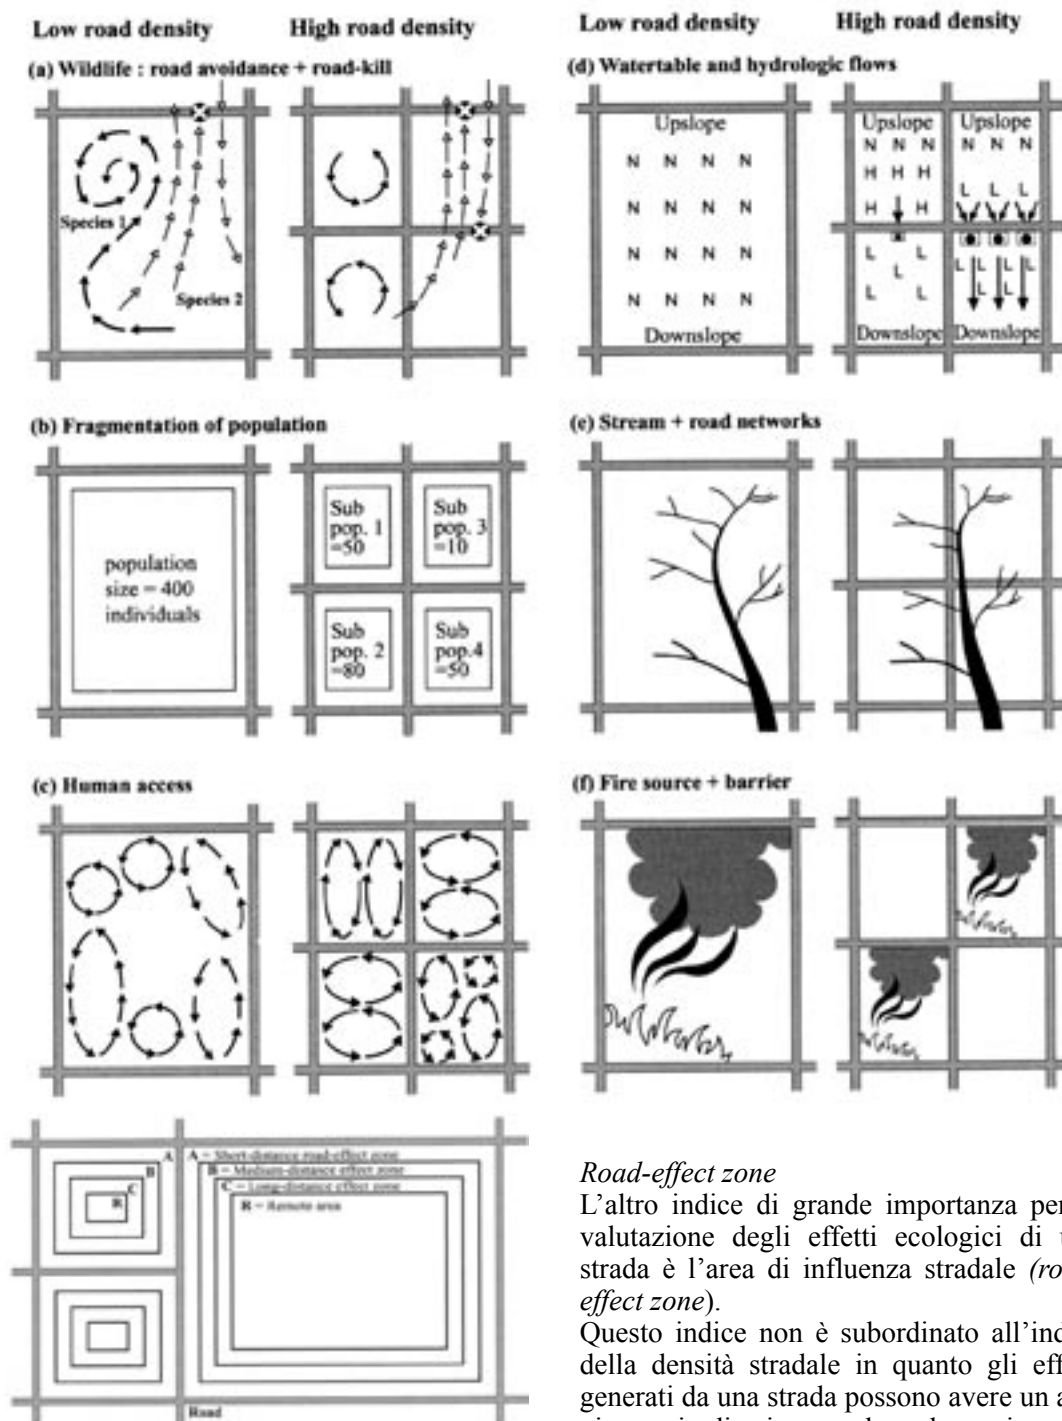 Low road density
High road density
(a) Wildlife : road avoidance + road-kill
Species 1
Species 2
(b) Fragmentation of population
population
size = 400
individuals
Sub
pop. 1
=50
Sub
pop. 3
=10
Sub
pop. 2
=80
Sub
pop.4
=50
(c) Human access
Low road density
High road density
(d) Watertable and hydrologic flows
Upslope
N N N N
N N N N
N N N N
N N N N
Downslope
Upslope
N N N
H H H
H H
L L
L
L L
Downslope
Upslope
N N N
L L L
L L L
L L
Downslope
(e) Stream + road networks
(f) Fire source + barrier
A
B
C
R
A = Short-distance road-effect zone
B = Medium-distance effect zone
C = Long-distance effect zone
R = Remote area
Road
Road-effect zone
L’altro indice di grande importanza per
valutazione degli effetti ecologici di
strada è l’area di influenza stradale
effect zone).
Questo indice non è subordinato
della densità stradale in quanto gli
generati da una strada possono avere un